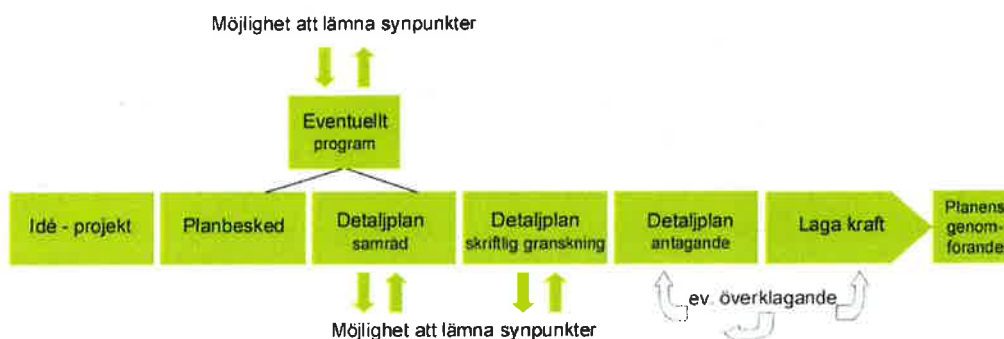 Möjlighet att lämna synpunkter
Eventuellt
program
Idé - projekt
Planbesked
Detaljplan
samråd
Detaljplan
skriftlig granskning
Detaljplan
antagande
Laga kraft
Planens
genom-
förande
ev. överklagande
Möjlighet att lämna synpunkter